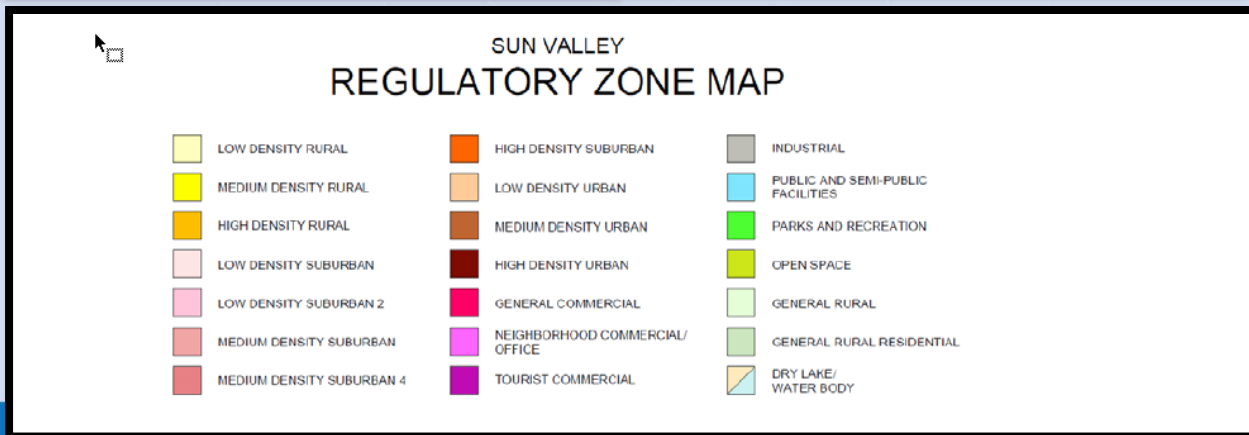 SUN VALLEY
REGULATORY ZONE MAP
LOW DENSITY RURAL
MEDIUM DENSITY RURAL
HIGH DENSITY RURAL
LOW DENSITY SUBURBAN
LOW DENSITY SUBURBAN 2
MEDIUM DENSITY SUBURBAN
MEDIUM DENSITY SUBURBAN 4
HIGH DENSITY SUBURBAN
LOW DENSITY URBAN
MEDIUM DENSITY URBAN
HIGH DENSITY URBAN
GENERAL COMMERCIAL
NEIGHBORHOOD COMMERCIAL/
OFFICE
TOURIST COMMERCIAL
INDUSTRIAL
PUBLIC AND SEMI-PUBLIC
FACILITIES
PARKS AND RECREATION
OPEN SPACE
GENERAL RURAL
GENERAL RURAL RESIDENTIAL
DRY LAKE/
WATER BODY